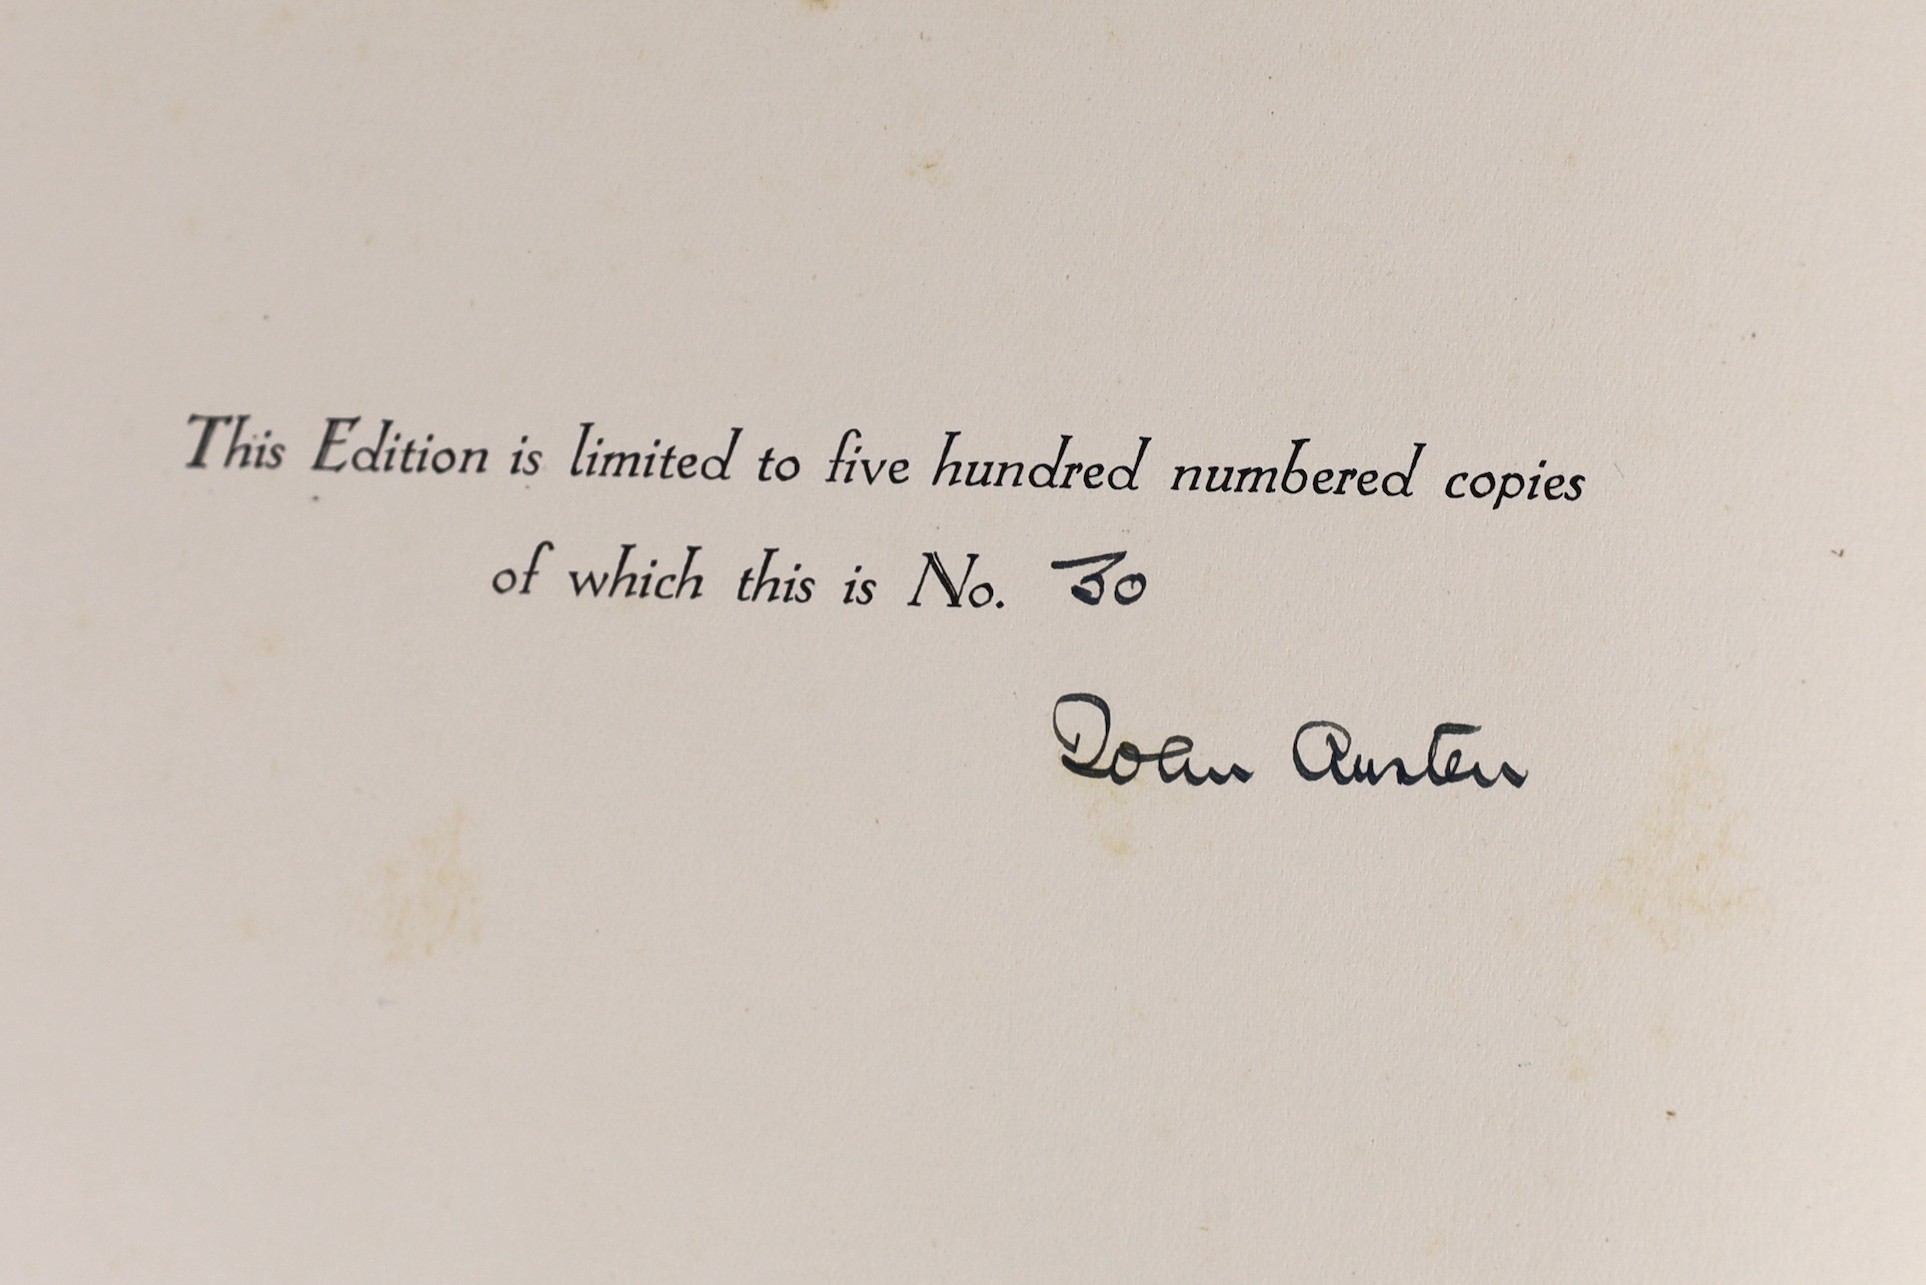 This Edition is limited to five hundred numbered copies
of which this is No. 30
John Austen